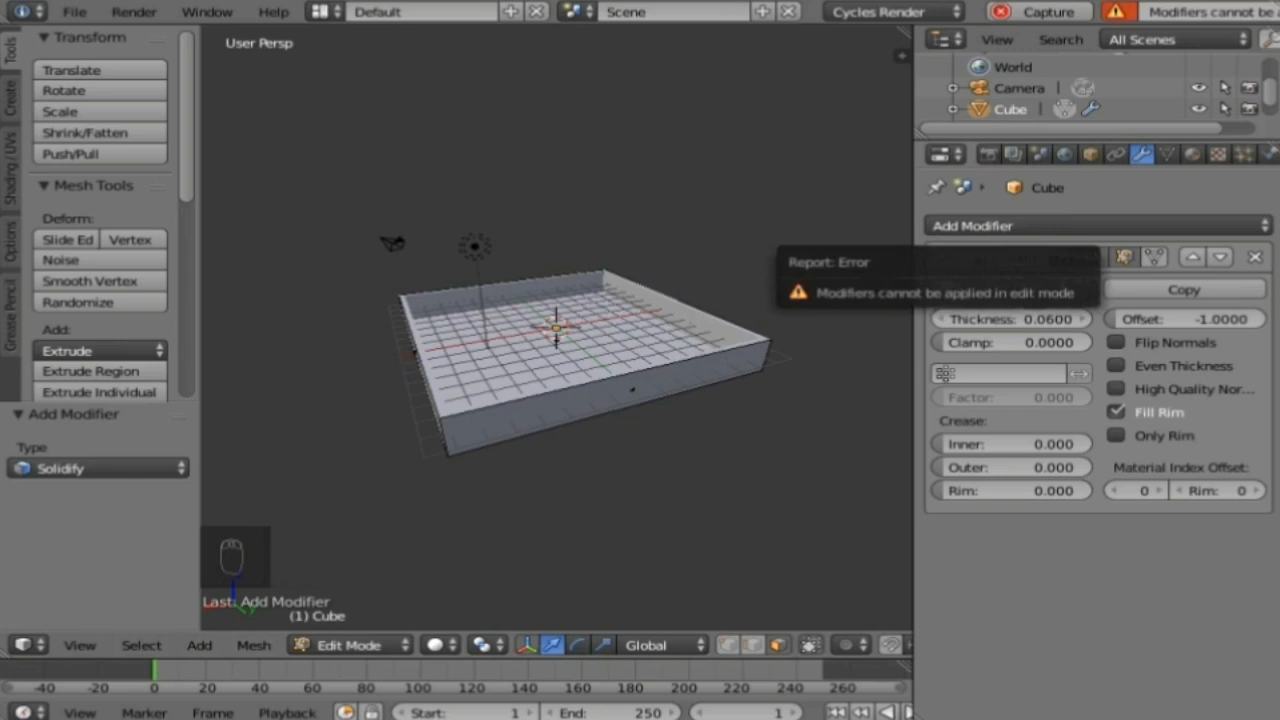 File Render Window Help Default Scene Cycles Render Capture Modifiers cannot be
Tools
Create
Shading / UVs
Options
Grease Pencil
Transform
Translate
Rotate
Scale
Shrink/Fatten
Push/Pull
Mesh Tools
Deform:
Slide Ed Vertex
Noise
Smooth Vertex
Randomize
Add:
Extrude
Extrude Region
Extrude Individual
Add Modifier
Type
Solidify
User Persp
Last: Add Modifier
(1) Cube
View Select Add Mesh Edit Mode Global
-40 -20 0 20 40 60 80 100 120 140 160 180 200 220 240 260
View Marker Frame Playback Start: 1 End: 250 1
View Search All Scenes
World
Camera
Cube
Cube
Add Modifier
Report: Error
Modifiers cannot be applied in edit mode
Copy
Thickness: 0.0600 Offset: -1.0000
Clamp: 0.0000 Flip Normals
Even Thickness
Factor: 0.000 High Quality Nor...
Crease: Fill Rim
Inner: 0.000 Only Rim
Outer: 0.000 Material Index Offset:
Rim: 0.000 0 Rim: 0